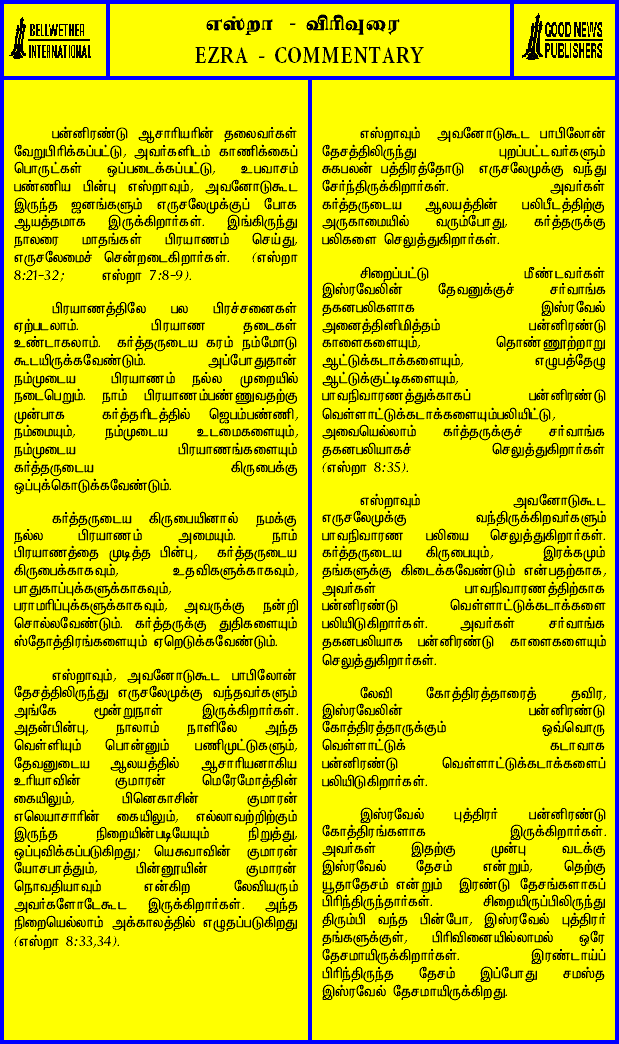 BELLWETHER
INTERNATIONAL
எஸ்றா - விரிவுரை
EZRA - COMMENTARY
GOOD NEWS
PUBLISHERS
பன்னிரண்டு ஆசாரியரின் தலைவர்கள்
வேறுபிரிக்கப்பட்டு, அவர்களிடம் காணிக்கைப்
பொருட்கள் ஒப்படைக்கப்பட்டு, உபவாசம்
பண்ணிய பின்பு எஸ்றாவும், அவனோடுகூட
இருந்த ஜனங்களும் எருசலேமுக்குப் போக
ஆயத்தமாக இருக்கிறார்கள். இங்கிருந்து
நாலரை மாதங்கள் பிரயாணம் செய்து,
எருசலேமைச் சென்றடைகிறார்கள். (எஸ்றா
8:21-32; எஸ்றா 7:8-9).
பிரயாணத்திலே பல பிரச்சனைகள்
ஏற்படலாம். பிரயாண தடைகள்
உண்டாகலாம். கர்த்தருடைய கரம் நம்மோடு
கூடயிருக்கவேண்டும். அப்போதுதான்
நம்முடைய பிரயாணம் நல்ல முறையில்
நடைபெறும். நாம் பிரயாணம்பண்ணுவதற்கு
முன்பாக கர்த்தரிடத்தில் ஜெபம்பண்ணி,
நம்மையும், நம்முடைய உடமைகளையும்,
நம்முடைய பிரயாணங்களையும்
கர்த்தருடைய கிருபைக்கு
ஒப்புக்கொடுக்கவேண்டும்.
கர்த்தருடைய கிருபையினால் நமக்கு
நல்ல பிரயாணம் அமையும். நாம்
பிரயாணத்தை முடித்த பின்பு, கர்த்தருடைய
கிருபைக்காகவும், உதவிகளுக்காகவும்,
பாதுகாப்புக்களுக்காகவும்,
பராமரிப்புக்களுக்காகவும், அவருக்கு நன்றி
சொல்லவேண்டும். கர்த்தருக்கு துதிகளையும்
ஸ்தோத்திரங்களையும் ஏறெடுக்கவேண்டும்.
எஸ்றாவும், அவனோடுகூட பாபிலோன்
தேசத்திலிருந்து எருசலேமுக்கு வந்தவர்களும்
அங்கே மூன்றுநாள் இருக்கிறார்கள்.
அதன்பின்பு, நாலாம் நாளிலே அந்த
வெள்ளியும் பொன்னும் பணிமுட்டுகளும்,
தேவனுடைய ஆலயத்தில் ஆசாரியனாகிய
உரியாவின் குமாரன் மெரேமோத்தின்
கையிலும், பினெகாசின் குமாரன்
எலெயாசாரின் கையிலும், எல்லாவற்றிற்கும்
இருந்த நிறையின்படியேயும் நிறுத்து,
ஒப்புவிக்கப்படுகிறது; யெசுவாவின் குமாரன்
யோசபாத்தும், பின்னூயின் குமாரன்
நொவதியாவும் என்கிற லேவியரும்
அவர்களோடேகூட இருக்கிறார்கள். அந்த
நிறையெல்லாம் அக்காலத்தில் எழுதப்படுகிறது
(எஸ்றா 8:33,34).
எஸ்றாவும் அவனோடுகூட பாபிலோன்
தேசத்திலிருந்து புறப்பட்டவர்களும்
சுகபலன் பத்திரத்தோடு எருசலேமுக்கு வந்து
சேர்ந்திருக்கிறார்கள். அவர்கள்
கர்த்தருடைய ஆலயத்தின் பலிபீடத்திற்கு
அருகாமையில் வரும்போது, கர்த்தருக்கு
பலிகளை செலுத்துகிறார்கள்.
சிறைப்பட்டு மீண்டவர்கள்
இஸ்ரவேலின் தேவனுக்குச் சர்வாங்க
தகனபலிகளாக இஸ்ரவேல்
அனைத்தினிமித்தம் பன்னிரண்டு
காளைகளையும், தொண்ணூற்றாறு
ஆட்டுக்கடாக்களையும், எழுபத்தேழு
ஆட்டுக்குட்டிகளையும்,
பாவநிவாரணத்துக்காகப் பன்னிரண்டு
வெள்ளாட்டுக்கடாக்களையும்பலியிட்டு,
அவையெல்லாம் கர்த்தருக்குச் சர்வாங்க
தகனபலியாகச் செலுத்துகிறார்கள்
(எஸ்றா 8:35).
எஸ்றாவும் அவனோடுகூட
எருசலேமுக்கு வந்திருக்கிறவர்களும்
பாவநிவாரண பலியை செலுத்துகிறார்கள்.
கர்த்தருடைய கிருபையும், இரக்கமும்
தங்களுக்கு கிடைக்கவேண்டும் என்பதற்காக,
அவர்கள் பாவநிவாரணத்திற்காக
பன்னிரண்டு வெள்ளாட்டுக்கடாக்களை
பலியிடுகிறார்கள். அவர்கள் சர்வாங்க
தகனபலியாக பன்னிரண்டு காளைகளையும்
செலுத்துகிறார்கள்.
லேவி கோத்திரத்தாரைத் தவிர,
இஸ்ரவேலின் பன்னிரண்டு
கோத்திரத்தாருக்கும் ஒவ்வொரு
வெள்ளாட்டுக் கடாவாக
பன்னிரண்டு வெள்ளாட்டுக்கடாக்களைப்
பலியிடுகிறார்கள்.
இஸ்ரவேல் புத்திரர் பன்னிரண்டு
கோத்திரங்களாக இருக்கிறார்கள்.
அவர்கள் இதற்கு முன்பு வடக்கு
இஸ்ரவேல் தேசம் என்றும், தெற்கு
யூதாதேசம் என்றும் இரண்டு தேசங்களாகப்
பிரிந்திருந்தார்கள். சிறையிருப்பிலிருந்து
திரும்பி வந்த பின்போ, இஸ்ரவேல் புத்திரர்
தங்களுக்குள், பிரிவினையில்லாமல் ஒரே
தேசமாயிருக்கிறார்கள். இரண்டாய்ப்
பிரிந்திருந்த தேசம் இப்போது சமஸ்த
இஸ்ரவேல் தேசமாயிருக்கிறது.